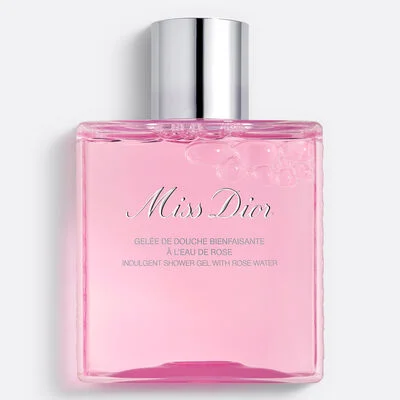 Miss Dior
GELÉE DE DOUCHE BIENFAISANTE
À L'EAU DE ROSE
INDULGENT SHOWER GEL WITH ROSE WATER